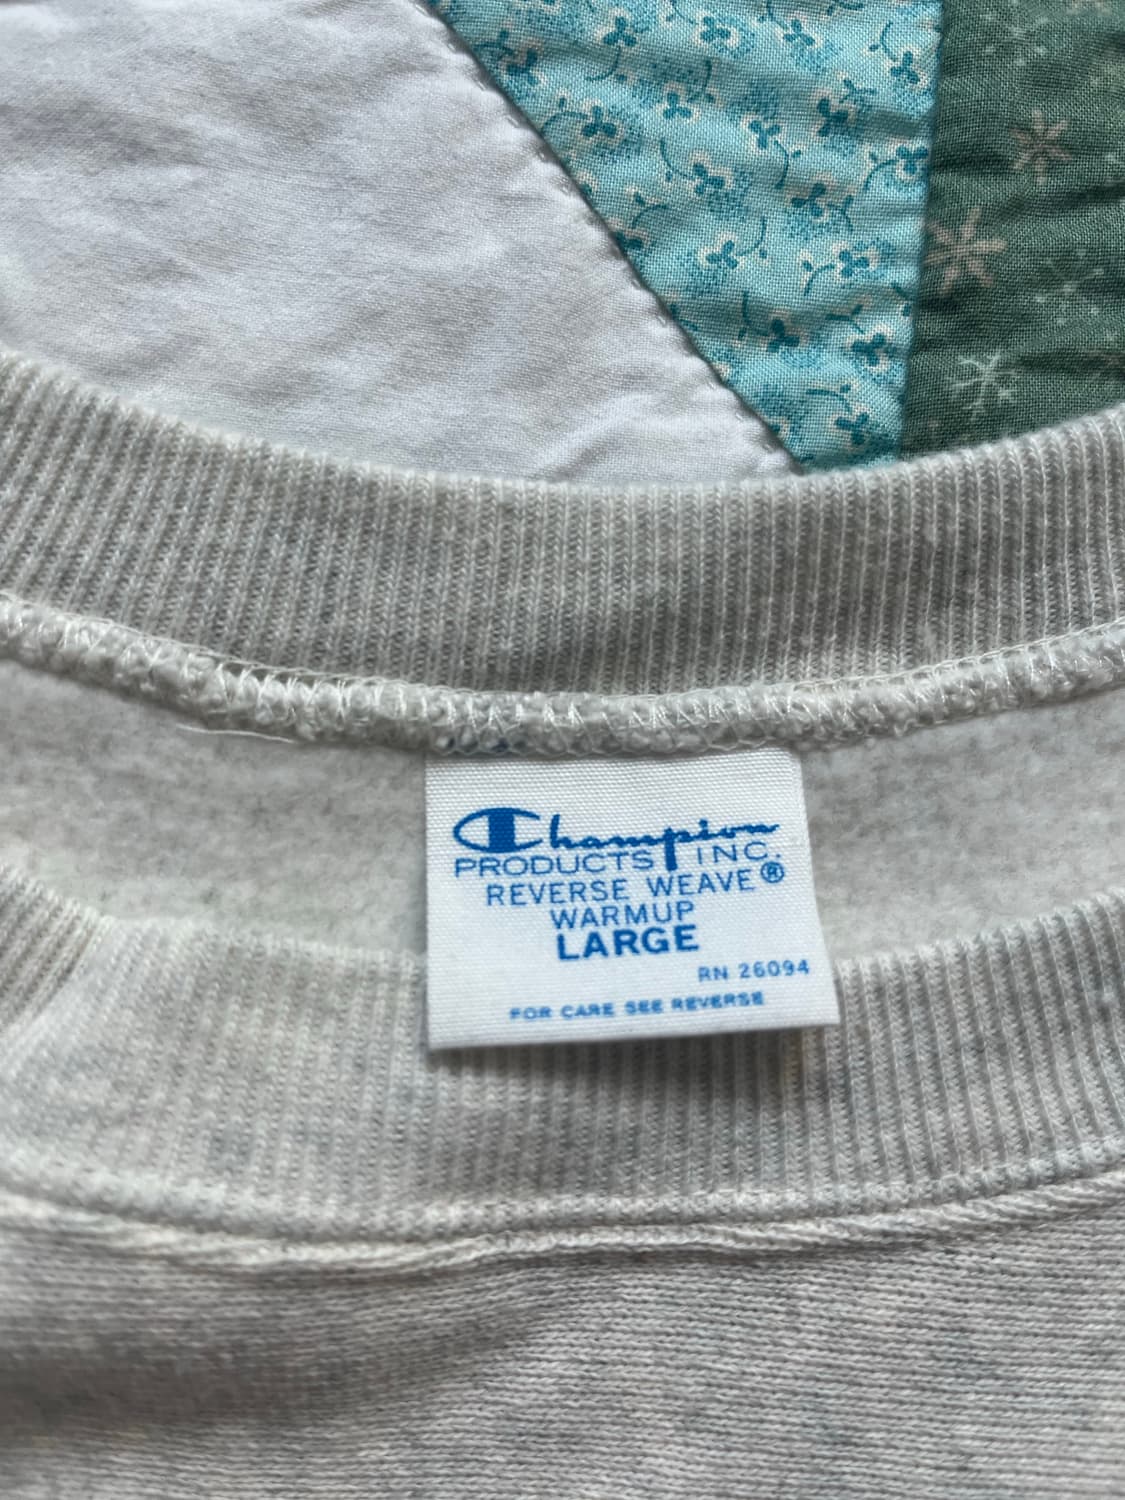 Champion
PRODUCTS INC.
REVERSE WEAVE®
WARMUP
LARGE
RN 26094
FOR CARE SEE REVERSE